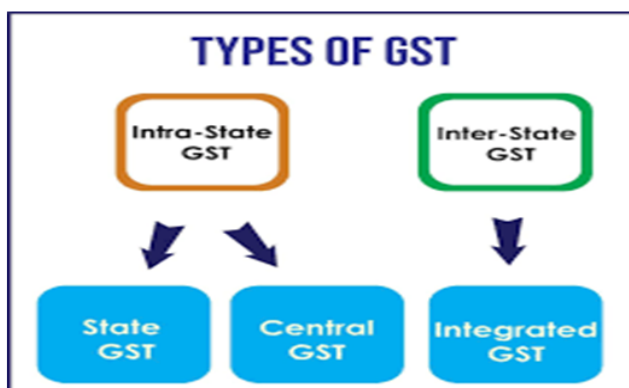 TYPES OF GST
Intra-State
GST
Inter-State
GST
State
GST
Central
GST
Integrated
GST